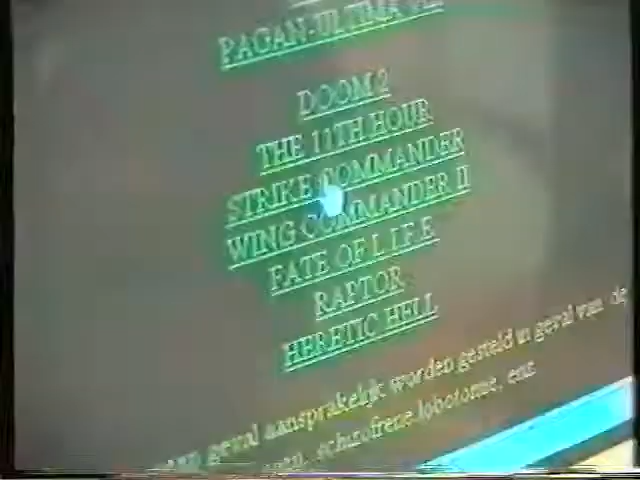 PAGAN-ULTIMA
DOOM 2
THE 11TH HOUR
STRIKE COMMANDER
WING COMMANDER II
FATE OF L.I.F.E.
RAPTOR
HERETIC HELL
geval aansprakelijk worden gesteld in geval van de
schizofrene lobotomie, enz.